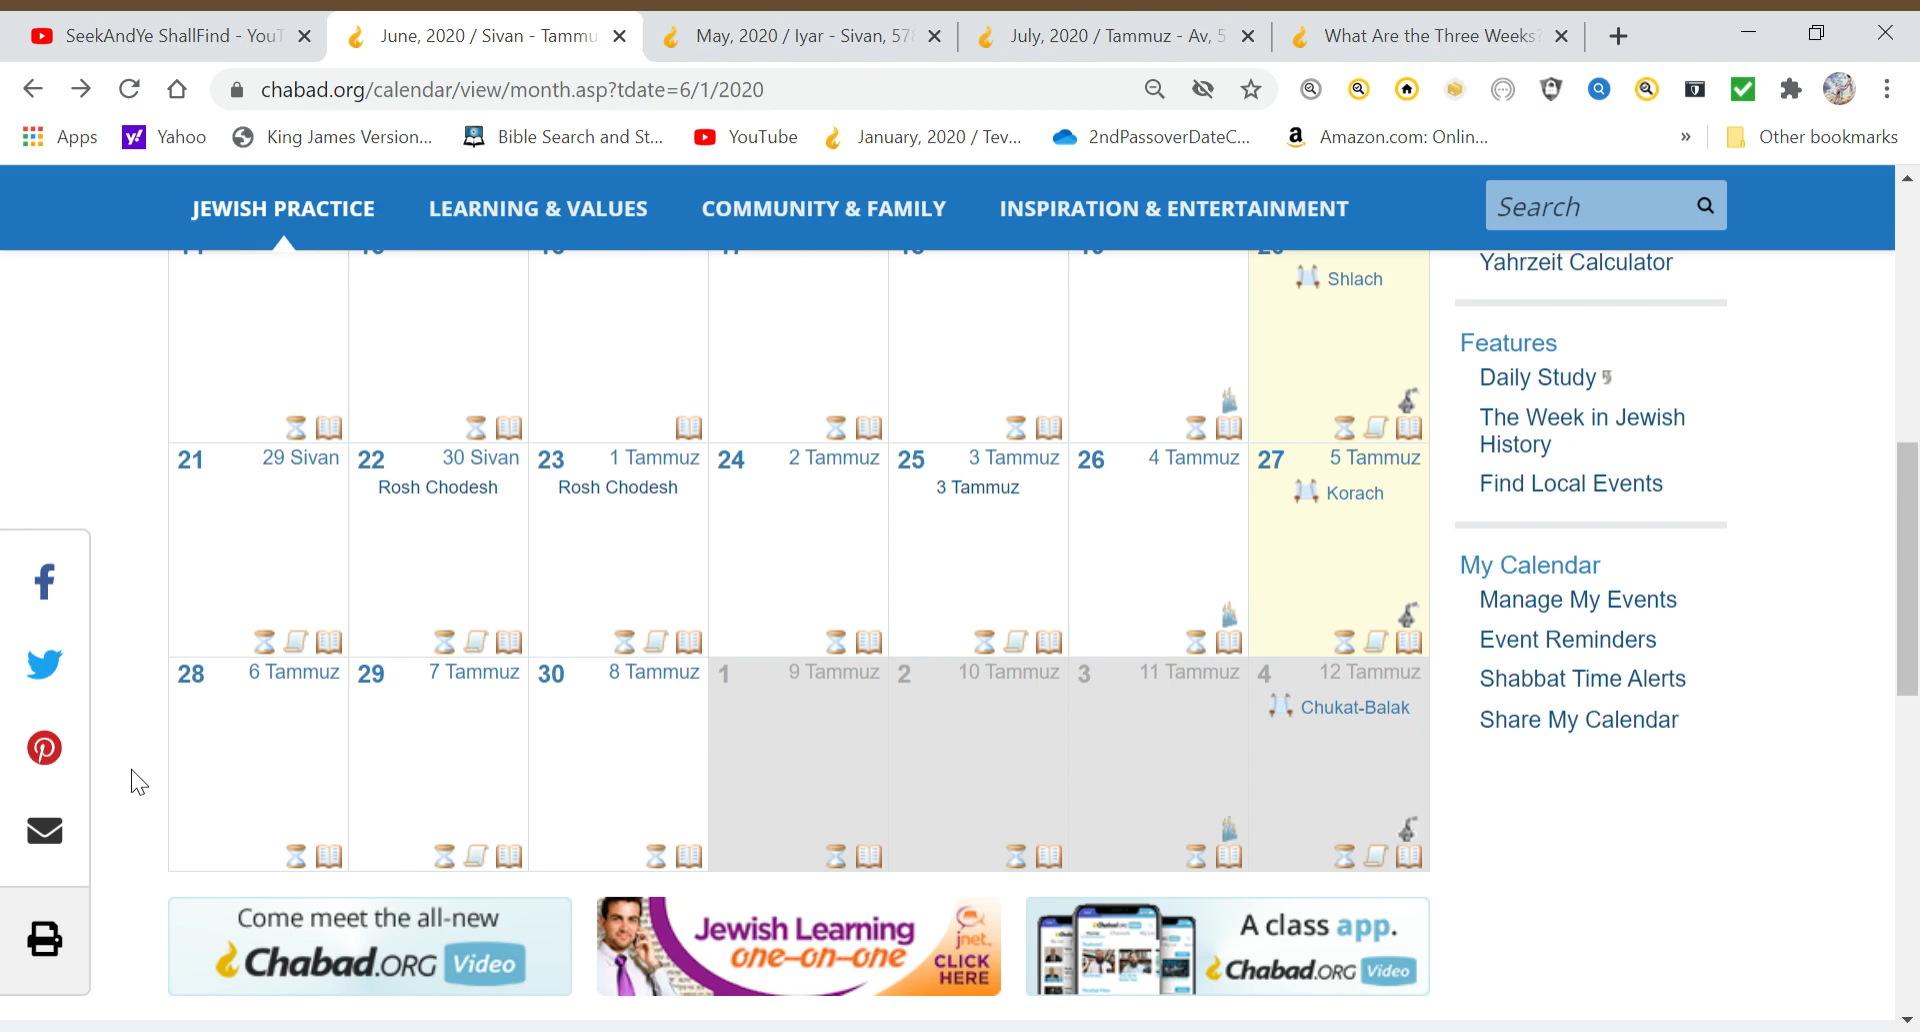 SeekAndYe ShallFind - YouT
June, 2020 / Sivan - Tammu
May, 2020 / Iyar - Sivan, 578
July, 2020 / Tammuz - Av, 5
What Are the Three Weeks?
chabad.org/calendar/view/month.asp?tdate=6/1/2020
Apps
Yahoo
King James Version...
Bible Search and St...
YouTube
January, 2020 / Tev...
2ndPassoverDateC...
Amazon.com: Onlin...
»
Other bookmarks
JEWISH PRACTICE
LEARNING & VALUES
COMMUNITY & FAMILY
INSPIRATION & ENTERTAINMENT
Search
Shlach
21 29 Sivan
22 30 Sivan
Rosh Chodesh
23 1 Tammuz
Rosh Chodesh
24 2 Tammuz
25 3 Tammuz
3 Tammuz
26 4 Tammuz
27 5 Tammuz
Korach
28 6 Tammuz
29 7 Tammuz
30 8 Tammuz
1 9 Tammuz
2 10 Tammuz
3 11 Tammuz
4 12 Tammuz
Chukat-Balak
Yahrzeit Calculator
Features
Daily Study
The Week in Jewish
History
Find Local Events
My Calendar
Manage My Events
Event Reminders
Shabbat Time Alerts
Share My Calendar
Come meet the all-new
Chabad.ORG Video
Jewish Learning
one-on-one
jnet.
CLICK
HERE
A class app.
Chabad.ORG Video